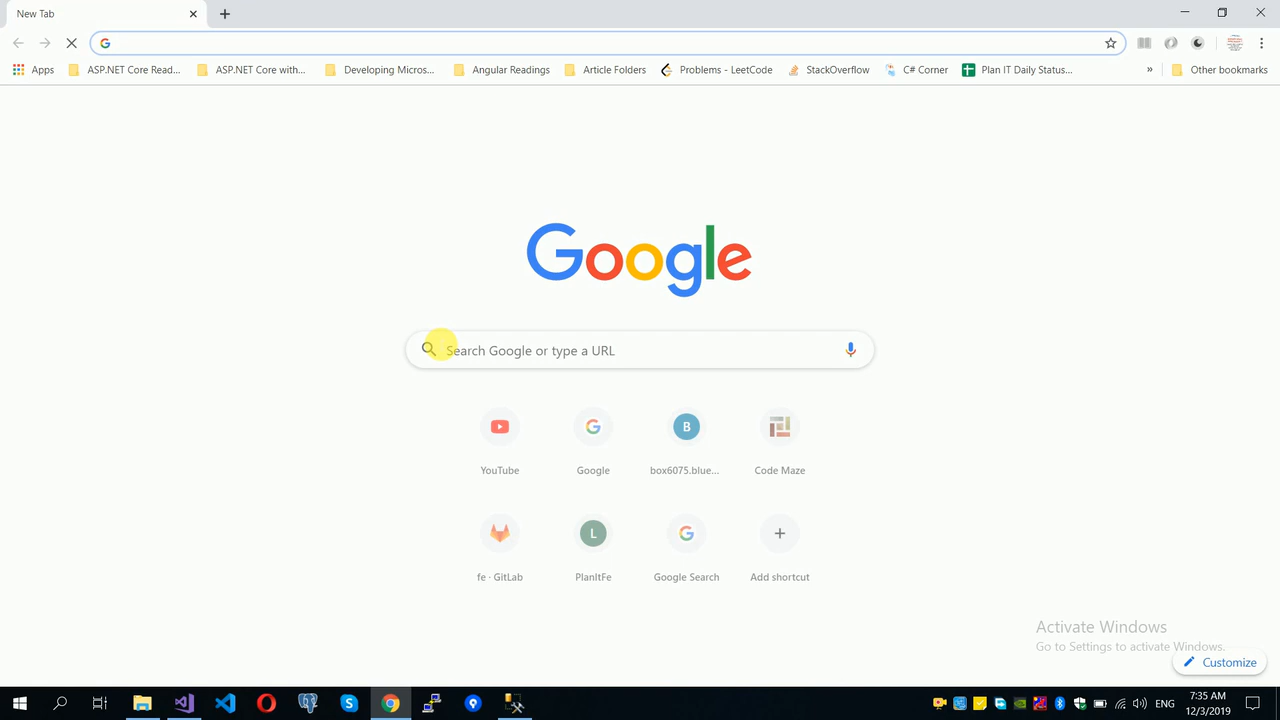 New Tab
Apps
ASP.NET Core Read...
ASP.NET Core with...
Developing Micros...
Angular Readings
Article Folders
Problems - LeetCode
StackOverflow
C# Corner
Plan IT Daily Status...
»
Other bookmarks
Google
Search Google or type a URL
YouTube
Google
B
box6075.blue...
Code Maze
fe · GitLab
L
PlanItFe
Google Search
Add shortcut
Activate Windows
Go to Settings to activate Windows.
Customize
ENG
7:35 AM
12/3/2019